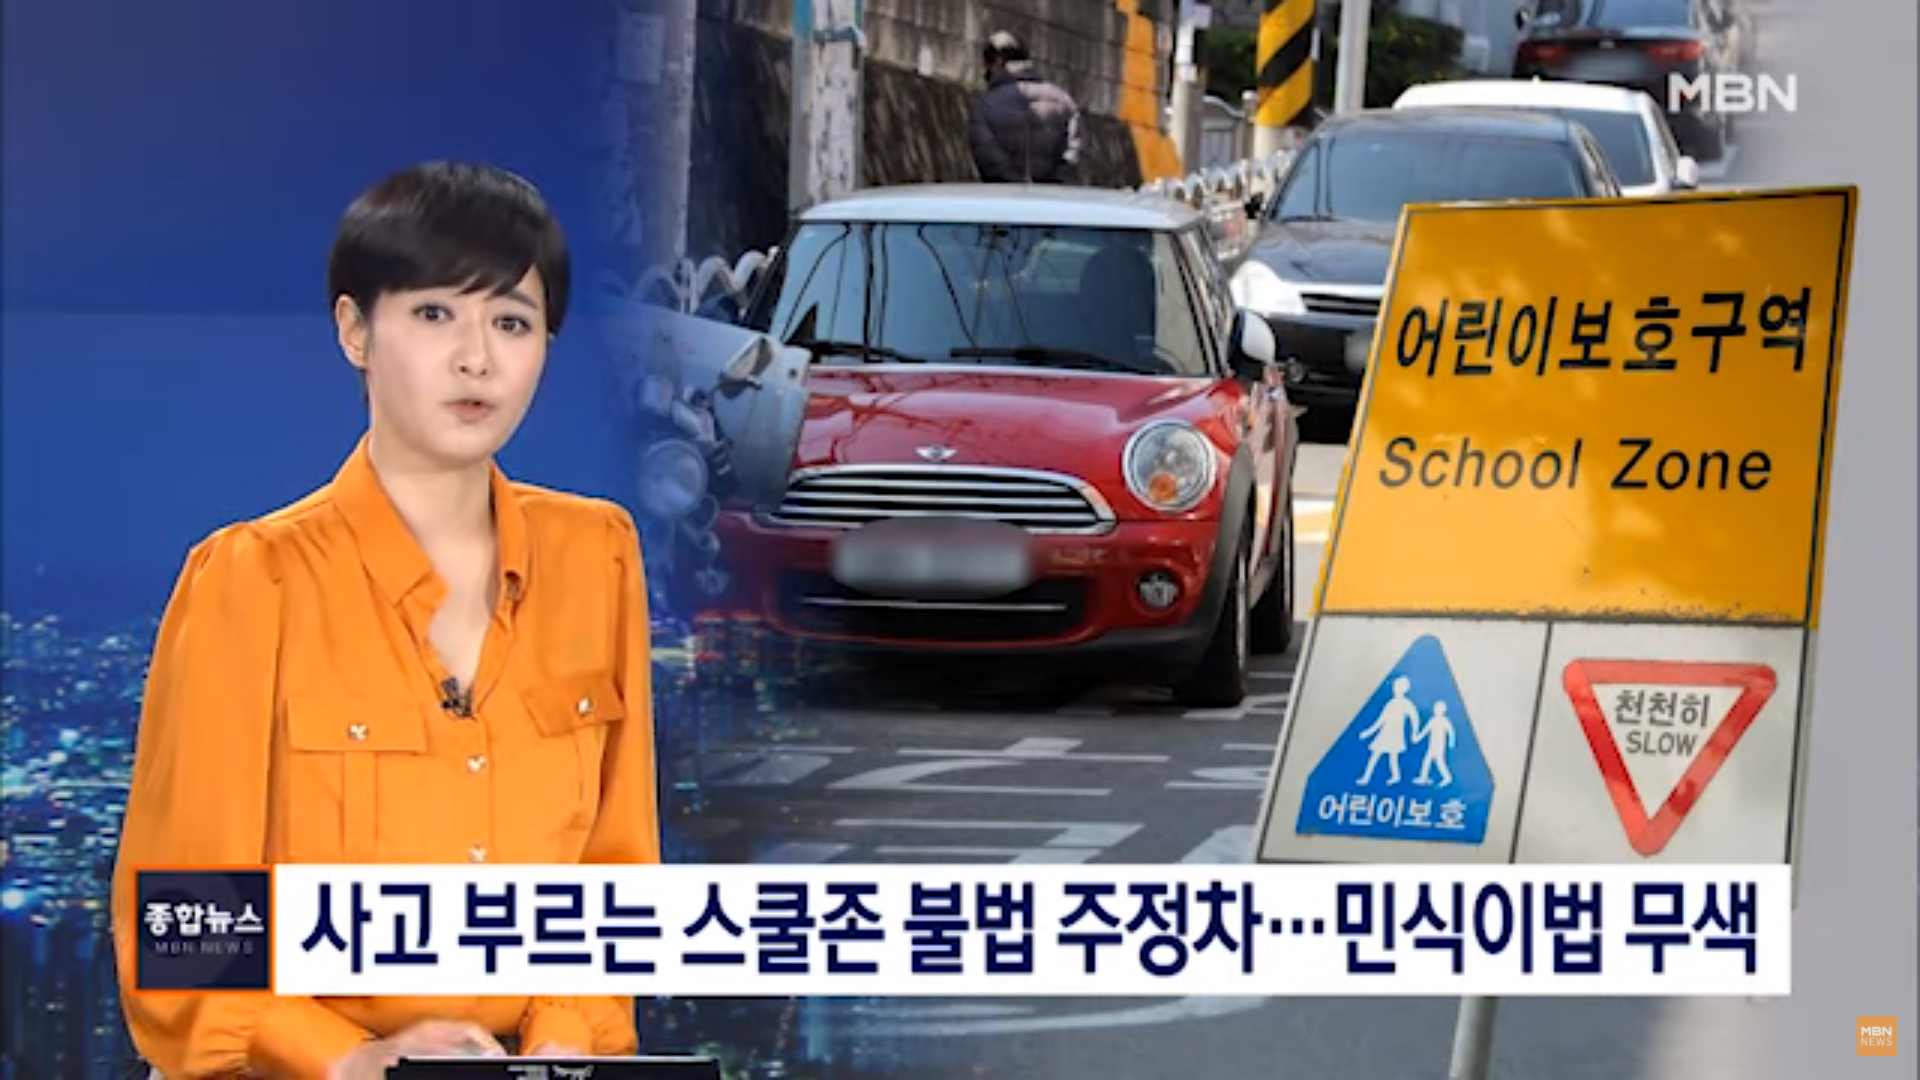 MBN
어린이보호구역
School Zone
어린이보호
천천히
SLOW
종합뉴스
MBN NEWS
사고 부르는 스쿨존 불법 주정차…민식이법 무색
MBN
NEWS